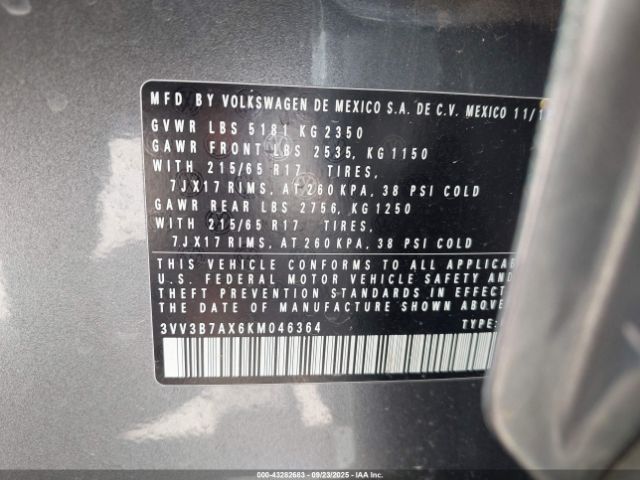 MFD BY VOLKSWAGEN DE MEXICO S.A. DE C.V. MEXICO 11/1
GVWR LBS 5181 KG 2350
GAWR FRONT LBS 2535, KG 1150
WITH 215/65 R17 TIRES,
7JX17 RIMS, AT 260 KPA, 38 PSI COLD
GAWR REAR LBS 2756, KG 1250
WITH 215/65 R17 TIRES,
7JX17 RIMS, AT 260 KPA, 38 PSI COLD
THIS VEHICLE CONFORMS TO ALL APPLICAB
U.S. FEDERAL MOTOR VEHICLE SAFETY AND
THEFT PREVENTION STANDARDS IN EFFECT
THE DATE OF MANUFACTURE SHOWN ABOVE.
3VV3B7AX6KM046364 TYPE:
000-43282683 - 09/23/2025 - IAA Inc.